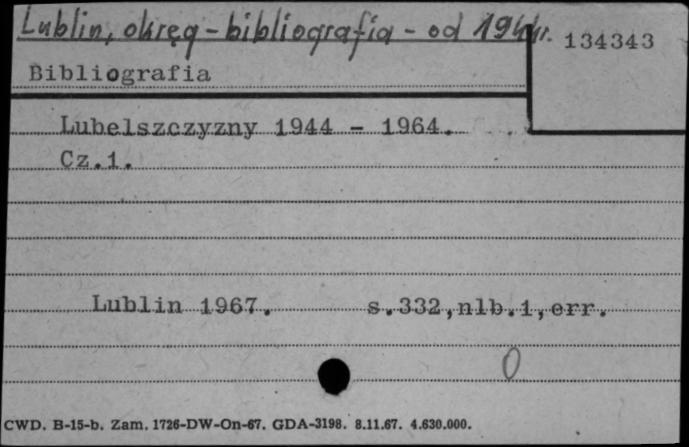 Lublin, okręg - bibliografia - od 1944r.
134343
Bibliografia
Lubelszczyzny 1944 - 1964.
Cz.1.
Lublin 1967. s.332,nlb.1,err.
0
CWD. B-15-b. Zam. 1726-DW-On-67. GDA-3198. 8.11.67. 4.630.000.